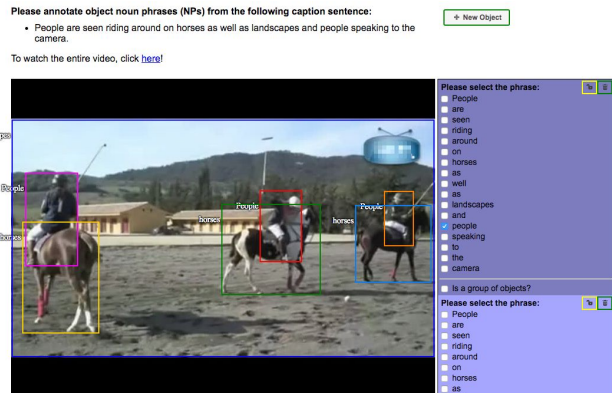 Please annotate object noun phrases (NPs) from the following caption sentence:
+ New Object
• People are seen riding around on horses as well as landscapes and people speaking to the
camera.
To watch the entire video, click here!
Please select the phrase:
People
are
seen
riding
around
on
horses
as
well
as
landscapes
and
people
speaking
to
the
camera
Is a group of objects?
Please select the phrase:
People
are
seen
riding
around
on
horses
as
pes
People
horses
People
horses
People
horses